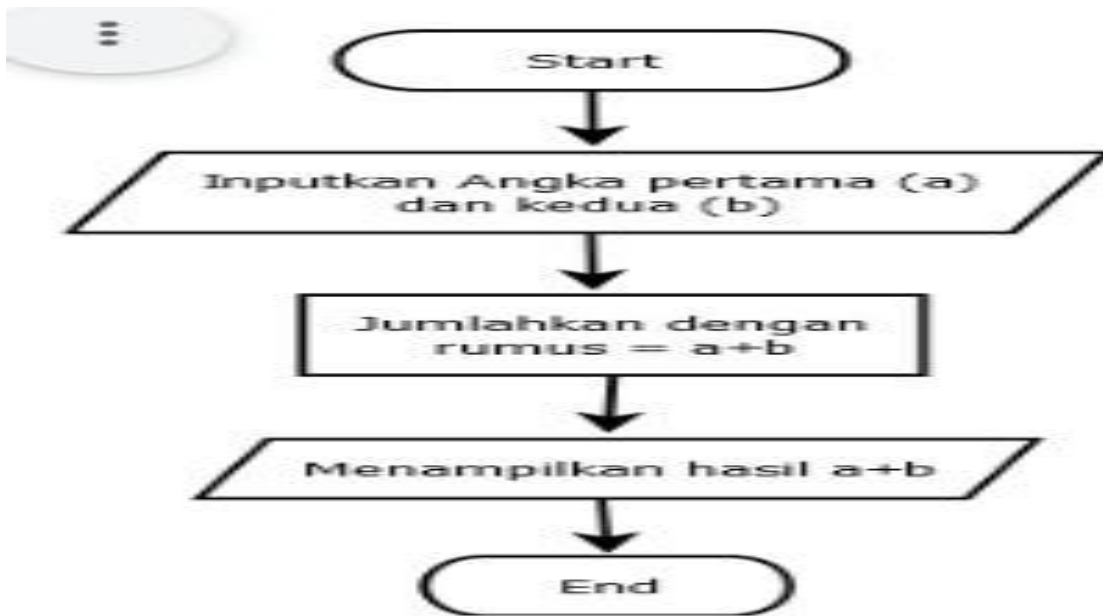 Start
Inputkan Angka pertama (a)
dan kedua (b)
Jumlahkan dengan
rumus = a+b
Menampilkan hasil a+b
End